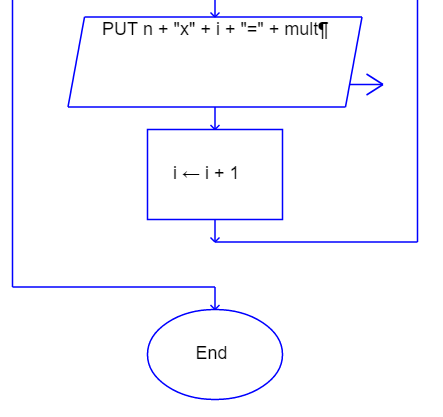 PUT n + "x" + i + "=" + mult¶
i ← i + 1
End